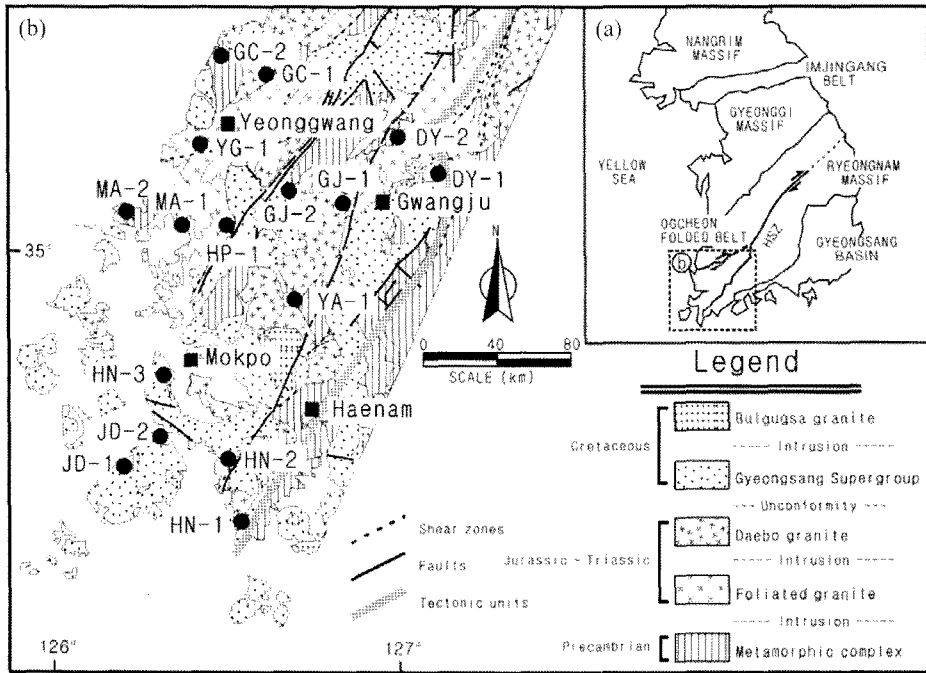 (b)
GC-2
GC-1
Yeonggwang
YG-1
DY-2
DY-1
GJ-1
GJ-2
Gwangju
MA-2
MA-1
HP-1
35°
YA-1
N
0 40 80
SCALE (km)
Mokpo
HN-3
Haenam
JD-2
JD-1
HN-2
HN-1
Shear zones
Faults
Tectonic units
126°
127°
(a)
NANGRIM
MASSIF
IMJINGANG
BELT
GYEONGGI
MASSIF
YELLOW
SEA
RYEONGNAM
MASSIF
OGCHEON
FOLDED BELT
HSZ
GYEONGSANG
BASIN
b
Legend
Cretaceous
Bulgugsa granite
Intrusion
Gyeongsang Supergroup
Unconformity
Jurassic ~ Triassic
Daebo granite
Intrusion
Foliated granite
Intrusion
Precambrian
Metamorphic complex